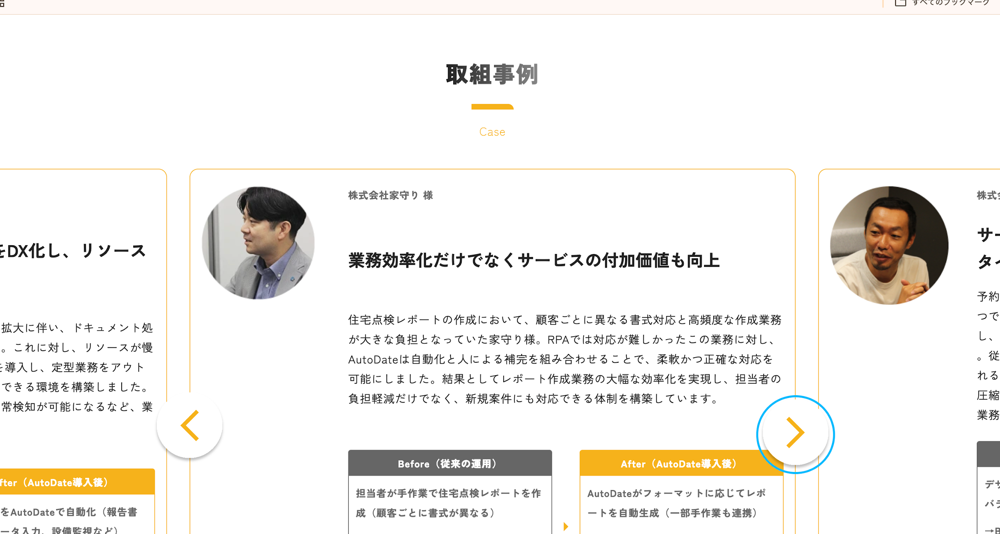 すべてのブックマーク
取組事例
Case
をDX化し、リソース
拡大に伴い、ドキュメント処
。これに対し、リソースが慢
を導入し、定型業務をアウト
できる環境を構築しました。
常検知が可能になるなど、業
After（AutoDate導入後）
をAutoDateで自動化（報告書
ータ入力、設備監視など）
株式会社家守り 様
業務効率化だけでなくサービスの付加価値も向上
住宅点検レポートの作成において、顧客ごとに異なる書式対応と高頻度な作成業務
が大きな負担となっていた家守り様。RPAでは対応が難しかったこの業務に対し、
AutoDateは自動化と人による補完を組み合わせることで、柔軟かつ正確な対応を
可能にしました。結果としてレポート作成業務の大幅な効率化を実現し、担当者の
負担軽減だけでなく、新規案件にも対応できる体制を構築しています。
Before（従来の運用）
担当者が手作業で住宅点検レポートを作
成（顧客ごとに書式が異なる）
After（AutoDate導入後）
AutoDateがフォーマットに応じてレポ
ートを自動生成（一部手作業も連携）
株式会
サー
タイ
予約
つで
し、
。従
れる
圧縮
業務
デザ
バラ
→B